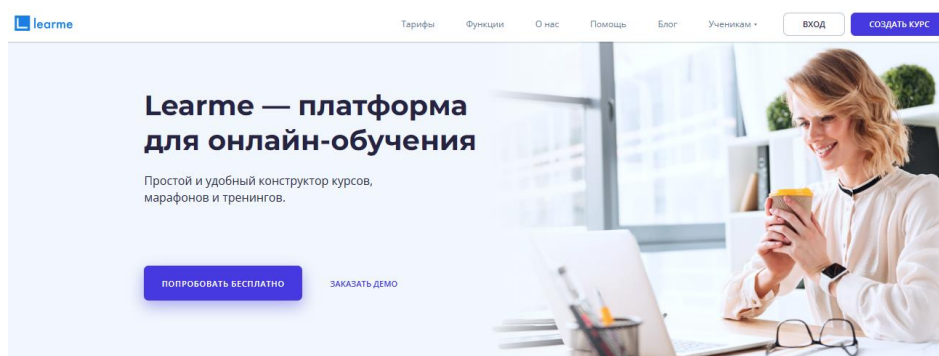 learme
Тарифы
Функции
О нас
Помощь
Блог
Ученикам
ВХОД
СОЗДАТЬ КУРС
Learme — платформа
для онлайн-обучения
Простой и удобный конструктор курсов,
марафонов и тренингов.
ПОПРОБОВАТЬ БЕСПЛАТНО
ЗАКАЗАТЬ ДЕМО